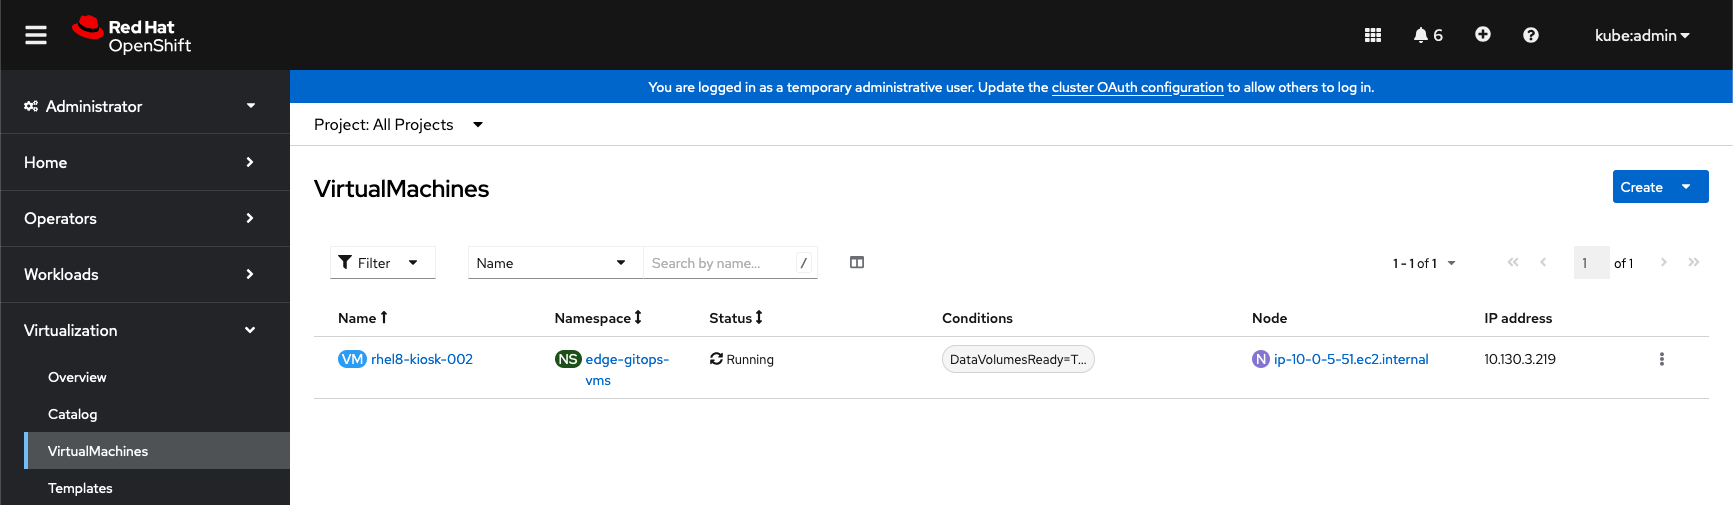 Red Hat
OpenShift
6
kube:admin
Administrator
You are logged in as a temporary administrative user. Update the cluster OAuth configuration to allow others to log in.
Project: All Projects
Home
VirtualMachines
Create
Operators
Filter
Name
Search by name...
/
1 - 1 of 1
1
of 1
Workloads
Name
Namespace
Status
Conditions
Node
IP address
Virtualization
VM rhel8-kiosk-002
NS edge-gitops-
vms
Running
DataVolumesReady=T...
N ip-10-0-5-51.ec2.internal
10.130.3.219
Overview
Catalog
VirtualMachines
Templates